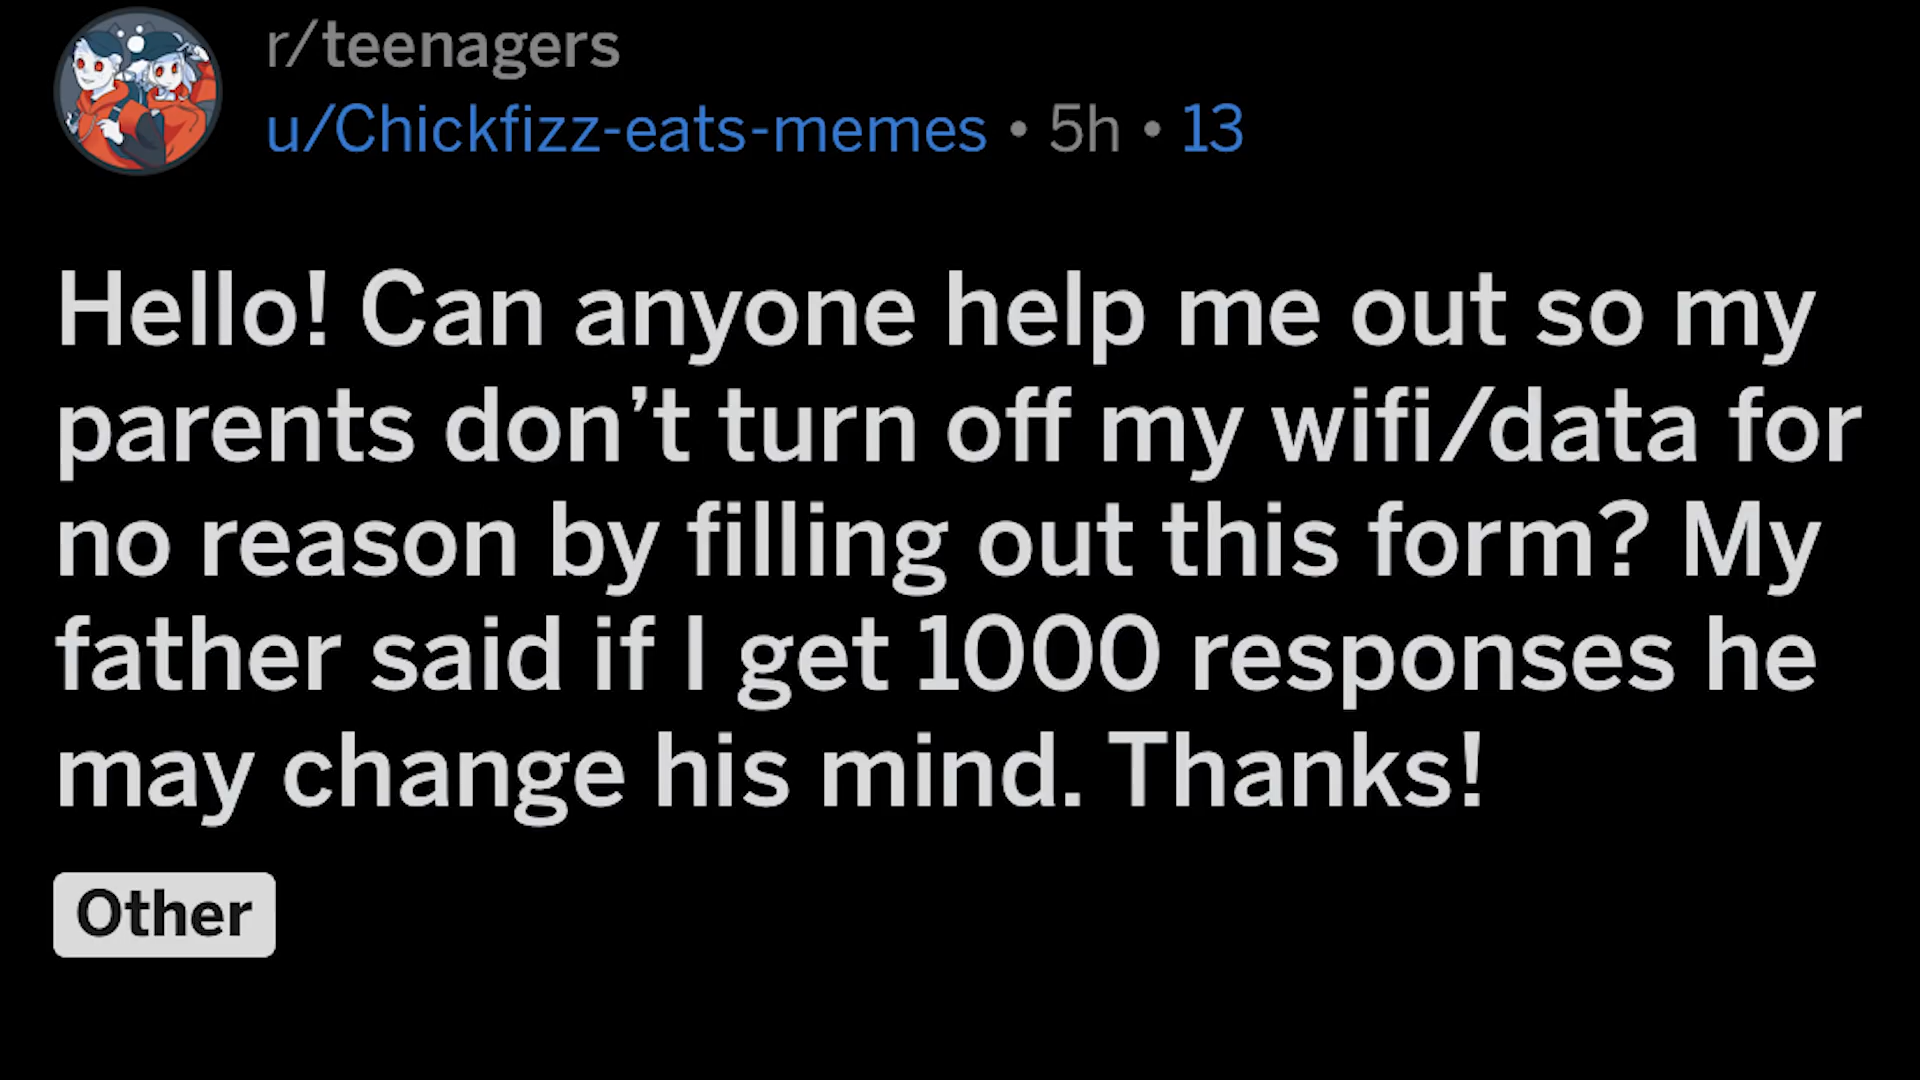 r/teenagers
u/Chickfizz-eats-memes • 5h • 13
Hello! Can anyone help me out so my
parents don’t turn off my wifi/data for
no reason by filling out this form? My
father said if I get 1000 responses he
may change his mind. Thanks!
Other